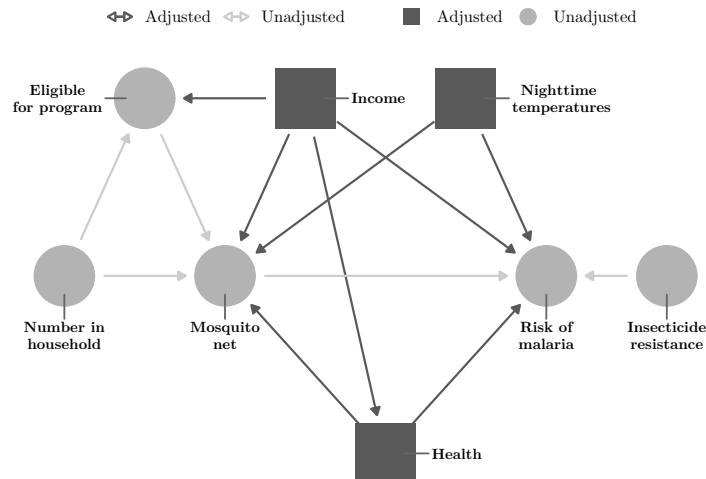 Adjusted Unadjusted Adjusted Unadjusted
Eligible
for program
Income
Nighttime
temperatures
Number in
household
Mosquito
net
Risk of
malaria
Insecticide
resistance
Health